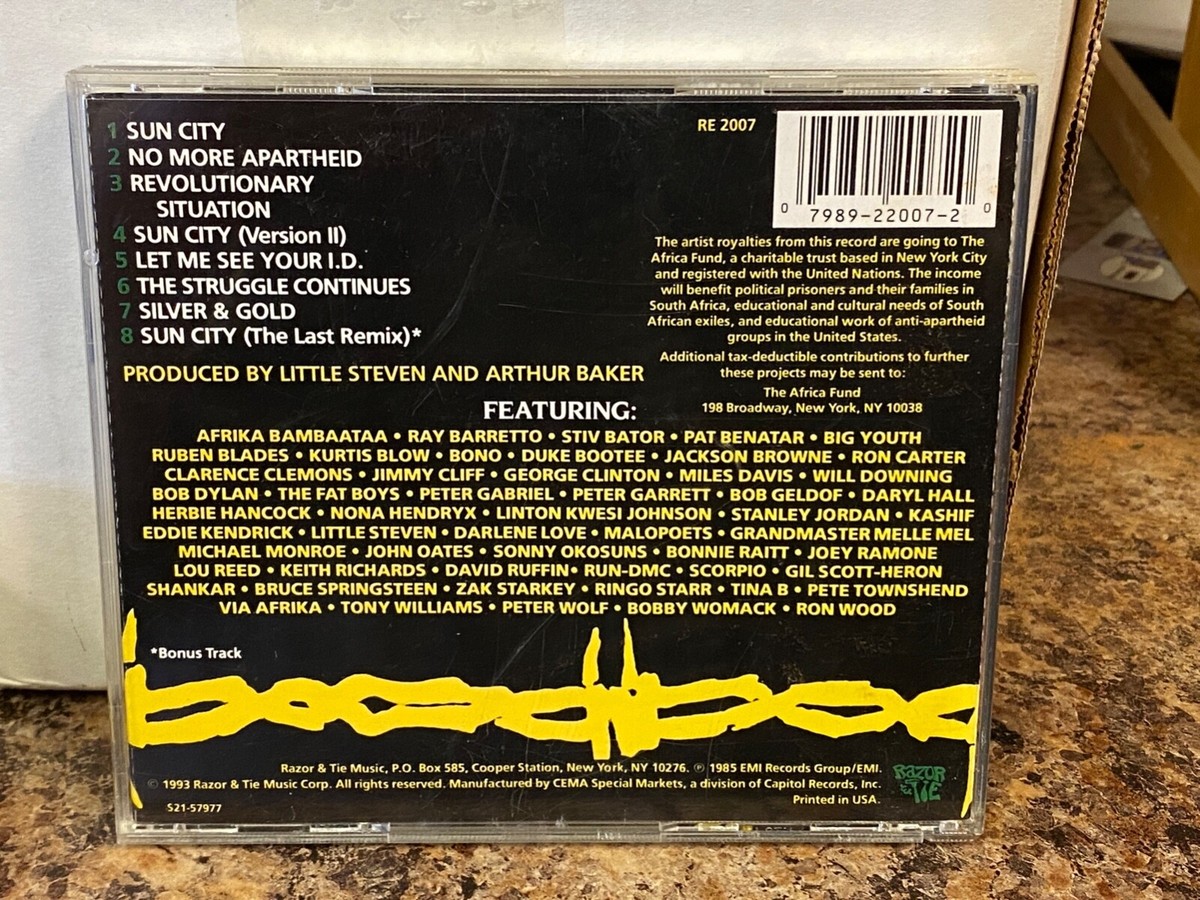 1 SUN CITY
2 NO MORE APARTHEID
3 REVOLUTIONARY
SITUATION
4 SUN CITY (Version II)
5 LET ME SEE YOUR I.D.
6 THE STRUGGLE CONTINUES
7 SILVER & GOLD
8 SUN CITY (The Last Remix)*
RE 2007
0 7989-22007-2 0
The artist royalties from this record are going to The
Africa Fund, a charitable trust based in New York City
and registered with the United Nations. The income
will benefit political prisoners and their families in
South Africa, educational and cultural needs of South
African exiles, and educational work of anti-apartheid
groups in the United States.
Additional tax-deductible contributions to further
these projects may be sent to:
The Africa Fund
198 Broadway, New York, NY 10038
PRODUCED BY LITTLE STEVEN AND ARTHUR BAKER
FEATURING:
AFRIKA BAMBAATAA • RAY BARRETTO • STIV BATOR • PAT BENATAR • BIG YOUTH
RUBEN BLADES • KURTIS BLOW • BONO • DUKE BOOTEE • JACKSON BROWNE • RON CARTER
CLARENCE CLEMONS • JIMMY CLIFF • GEORGE CLINTON • MILES DAVIS • WILL DOWNING
BOB DYLAN • THE FAT BOYS • PETER GABRIEL • PETER GARRETT • BOB GELDOF • DARYL HALL
HERBIE HANCOCK • NONA HENDRYX • LINTON KWESI JOHNSON • STANLEY JORDAN • KASHIF
EDDIE KENDRICK • LITTLE STEVEN • DARLENE LOVE • MALOPOETS • GRANDMASTER MELLE MEL
MICHAEL MONROE • JOHN OATES • SONNY OKOSUNS • BONNIE RAITT • JOEY RAMONE
LOU REED • KEITH RICHARDS • DAVID RUFFIN• RUN-DMC • SCORPIO • GIL SCOTT-HERON
SHANKAR • BRUCE SPRINGSTEEN • ZAK STARKEY • RINGO STARR • TINA B • PETE TOWNSHEND
VIA AFRIKA • TONY WILLIAMS • PETER WOLF • BOBBY WOMACK • RON WOOD
*Bonus Track
Razor & Tie Music, P.O. Box 585, Cooper Station, New York, NY 10276. ℗ 1985 EMI Records Group/EMI.
© 1993 Razor & Tie Music Corp. All rights reserved. Manufactured by CEMA Special Markets, a division of Capitol Records, Inc.
Printed in USA.
S21-57977
RAZOR
& TIE